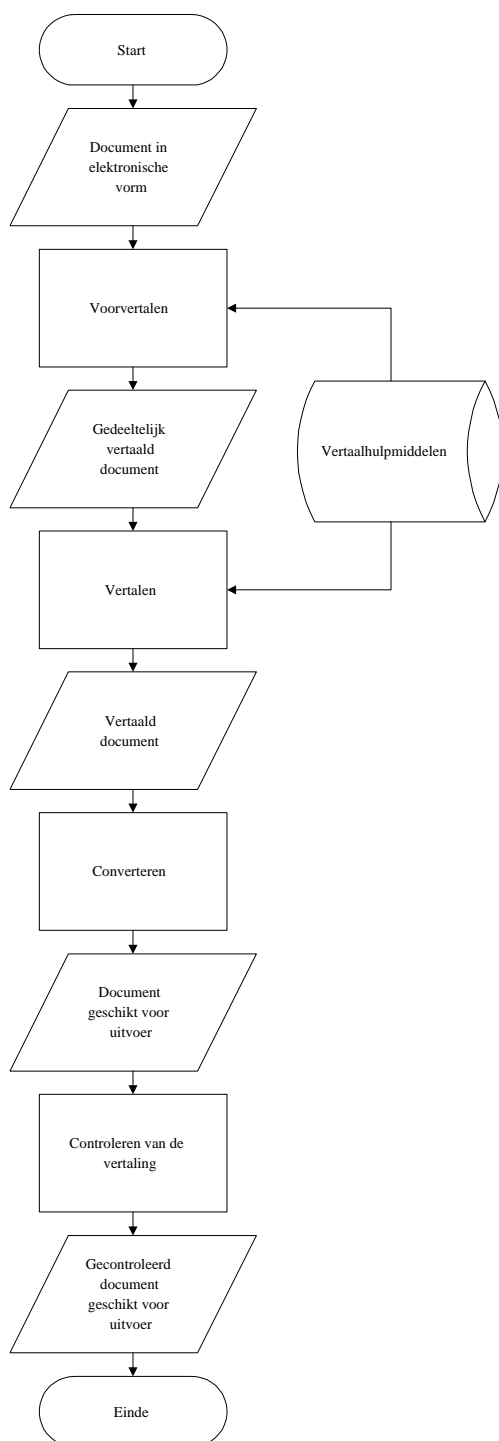 Start
Document in
elektronische
vorm
Voorvertalen
Gedeeltelijk
vertaald
document
Vertaalhulpmiddelen
Vertalen
Vertaald
document
Converteren
Document
geschikt voor
uitvoer
Controleren van de
vertaling
Gecontroleerd
document
geschikt voor
uitvoer
Einde